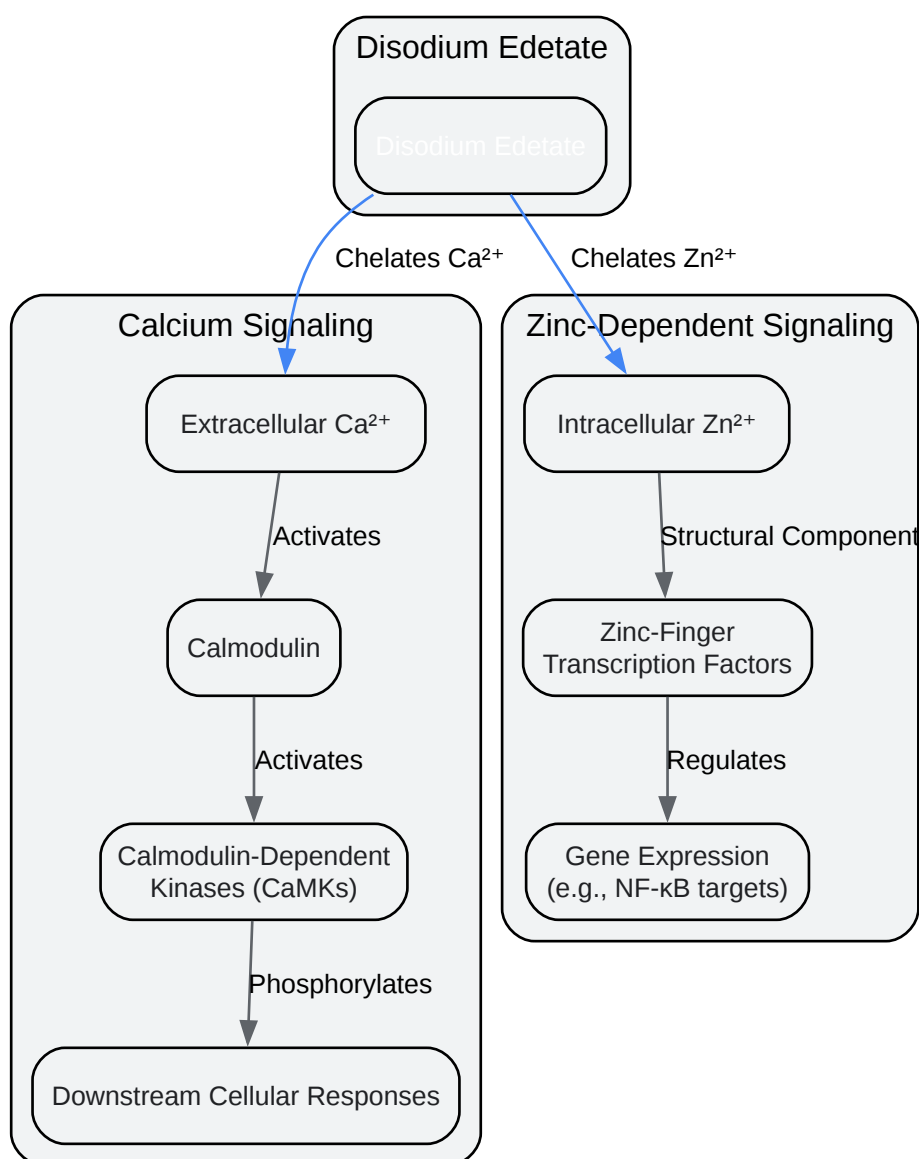 Disodium Edetate
Disodium Edetate
Chelates Ca²⁺
Chelates Zn²⁺
Calcium Signaling
Zinc-Dependent Signaling
Extracellular Ca²⁺
Intracellular Zn²⁺
Activates
Structural Component
Calmodulin
Zinc-Finger
Transcription Factors
Activates
Regulates
Calmodulin-Dependent
Kinases (CaMKs)
Gene Expression
(e.g., NF-κB targets)
Phosphorylates
Downstream Cellular Responses